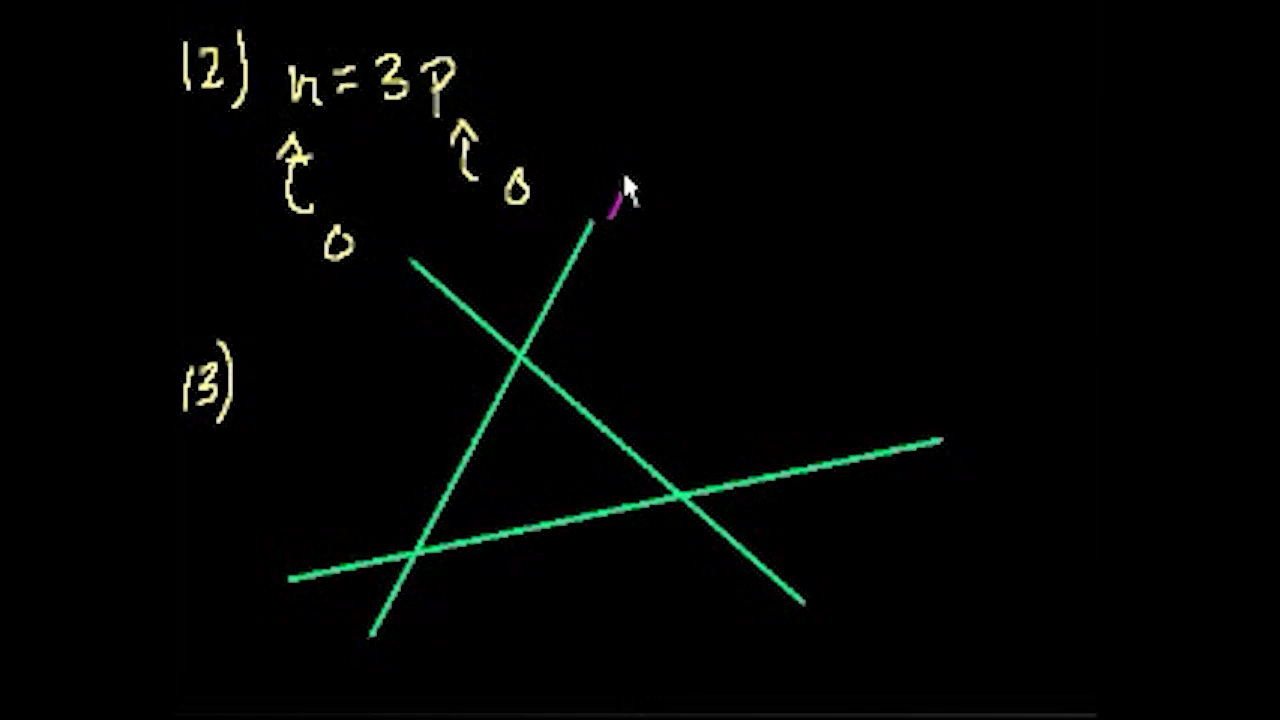 12) n = 3p
0
0
13)